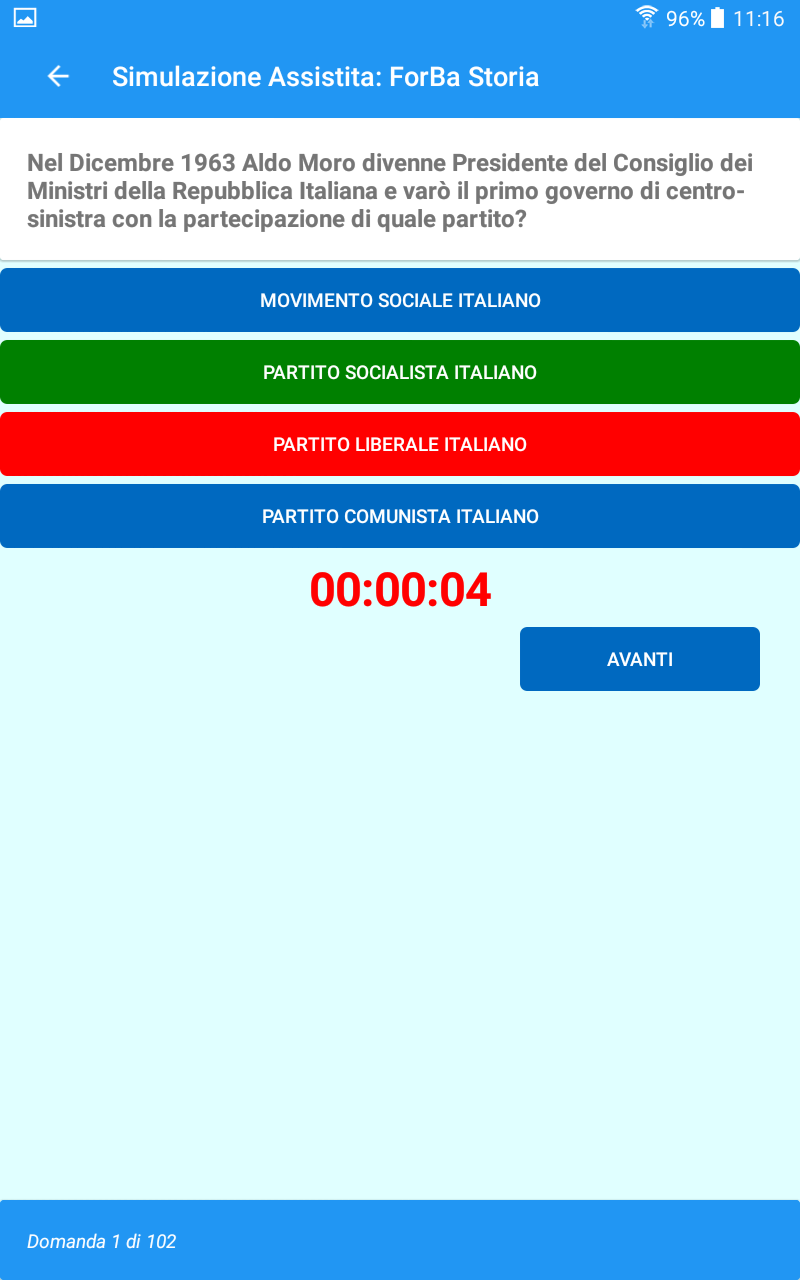 96% 11:16
Simulazione Assistita: ForBa Storia
Nel Dicembre 1963 Aldo Moro divenne Presidente del Consiglio dei
Ministri della Repubblica Italiana e varò il primo governo di centro-
sinistra con la partecipazione di quale partito?
MOVIMENTO SOCIALE ITALIANO
PARTITO SOCIALISTA ITALIANO
PARTITO LIBERALE ITALIANO
PARTITO COMUNISTA ITALIANO
00:00:04
AVANTI
Domanda 1 di 102